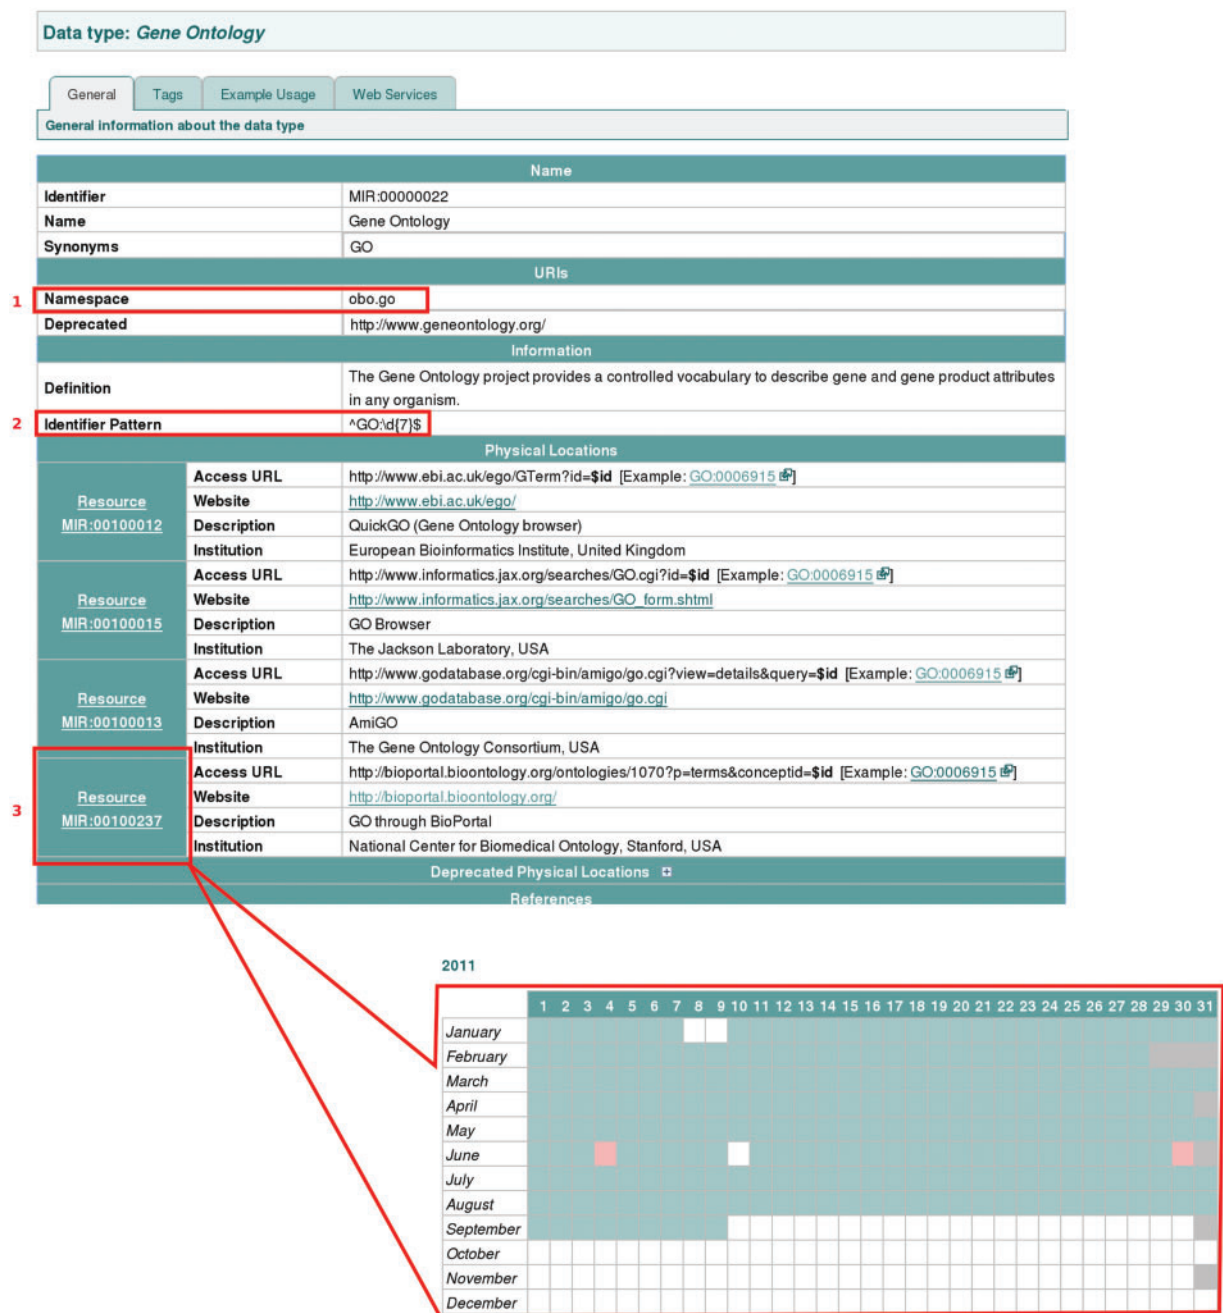 Data type: Gene Ontology
General Tags Example Usage Web Services
General information about the data type
Name
Identifier MIR:00000022
Name Gene Ontology
Synonyms GO
URIs
1 Namespace obo.go
Deprecated http://www.geneontology.org/
Information
Definition The Gene Ontology project provides a controlled vocabulary to describe gene and gene product attributes
in any organism.
2 Identifier Pattern ^GO:\d{7}$
Physical Locations
Resource MIR:00100012
Access URL http://www.ebi.ac.uk/ego/GTerm?id=$id [Example: GO:0006915]
Website http://www.ebi.ac.uk/ego/
Description QuickGO (Gene Ontology browser)
Institution European Bioinformatics Institute, United Kingdom
Resource MIR:00100015
Access URL http://www.informatics.jax.org/searches/GO.cgi?id=$id [Example: GO:0006915]
Website http://www.informatics.jax.org/searches/GO_form.shtml
Description GO Browser
Institution The Jackson Laboratory, USA
Resource MIR:00100013
Access URL http://www.godatabase.org/cgi-bin/amigo/go.cgi?view=details&query=$id [Example: GO:0006915]
Website http://www.godatabase.org/cgi-bin/amigo/go.cgi
Description AmiGO
Institution The Gene Ontology Consortium, USA
3 Resource MIR:00100237
Access URL http://bioportal.bioontology.org/ontologies/1070?p=terms&conceptid=$id [Example: GO:0006915]
Website http://bioportal.bioontology.org/
Description GO through BioPortal
Institution National Center for Biomedical Ontology, Stanford, USA
Deprecated Physical Locations
References
2011
1 2 3 4 5 6 7 8 9 10 11 12 13 14 15 16 17 18 19 20 21 22 23 24 25 26 27 28 29 30 31
January
February
March
April
May
June
July
August
September
October
November
December